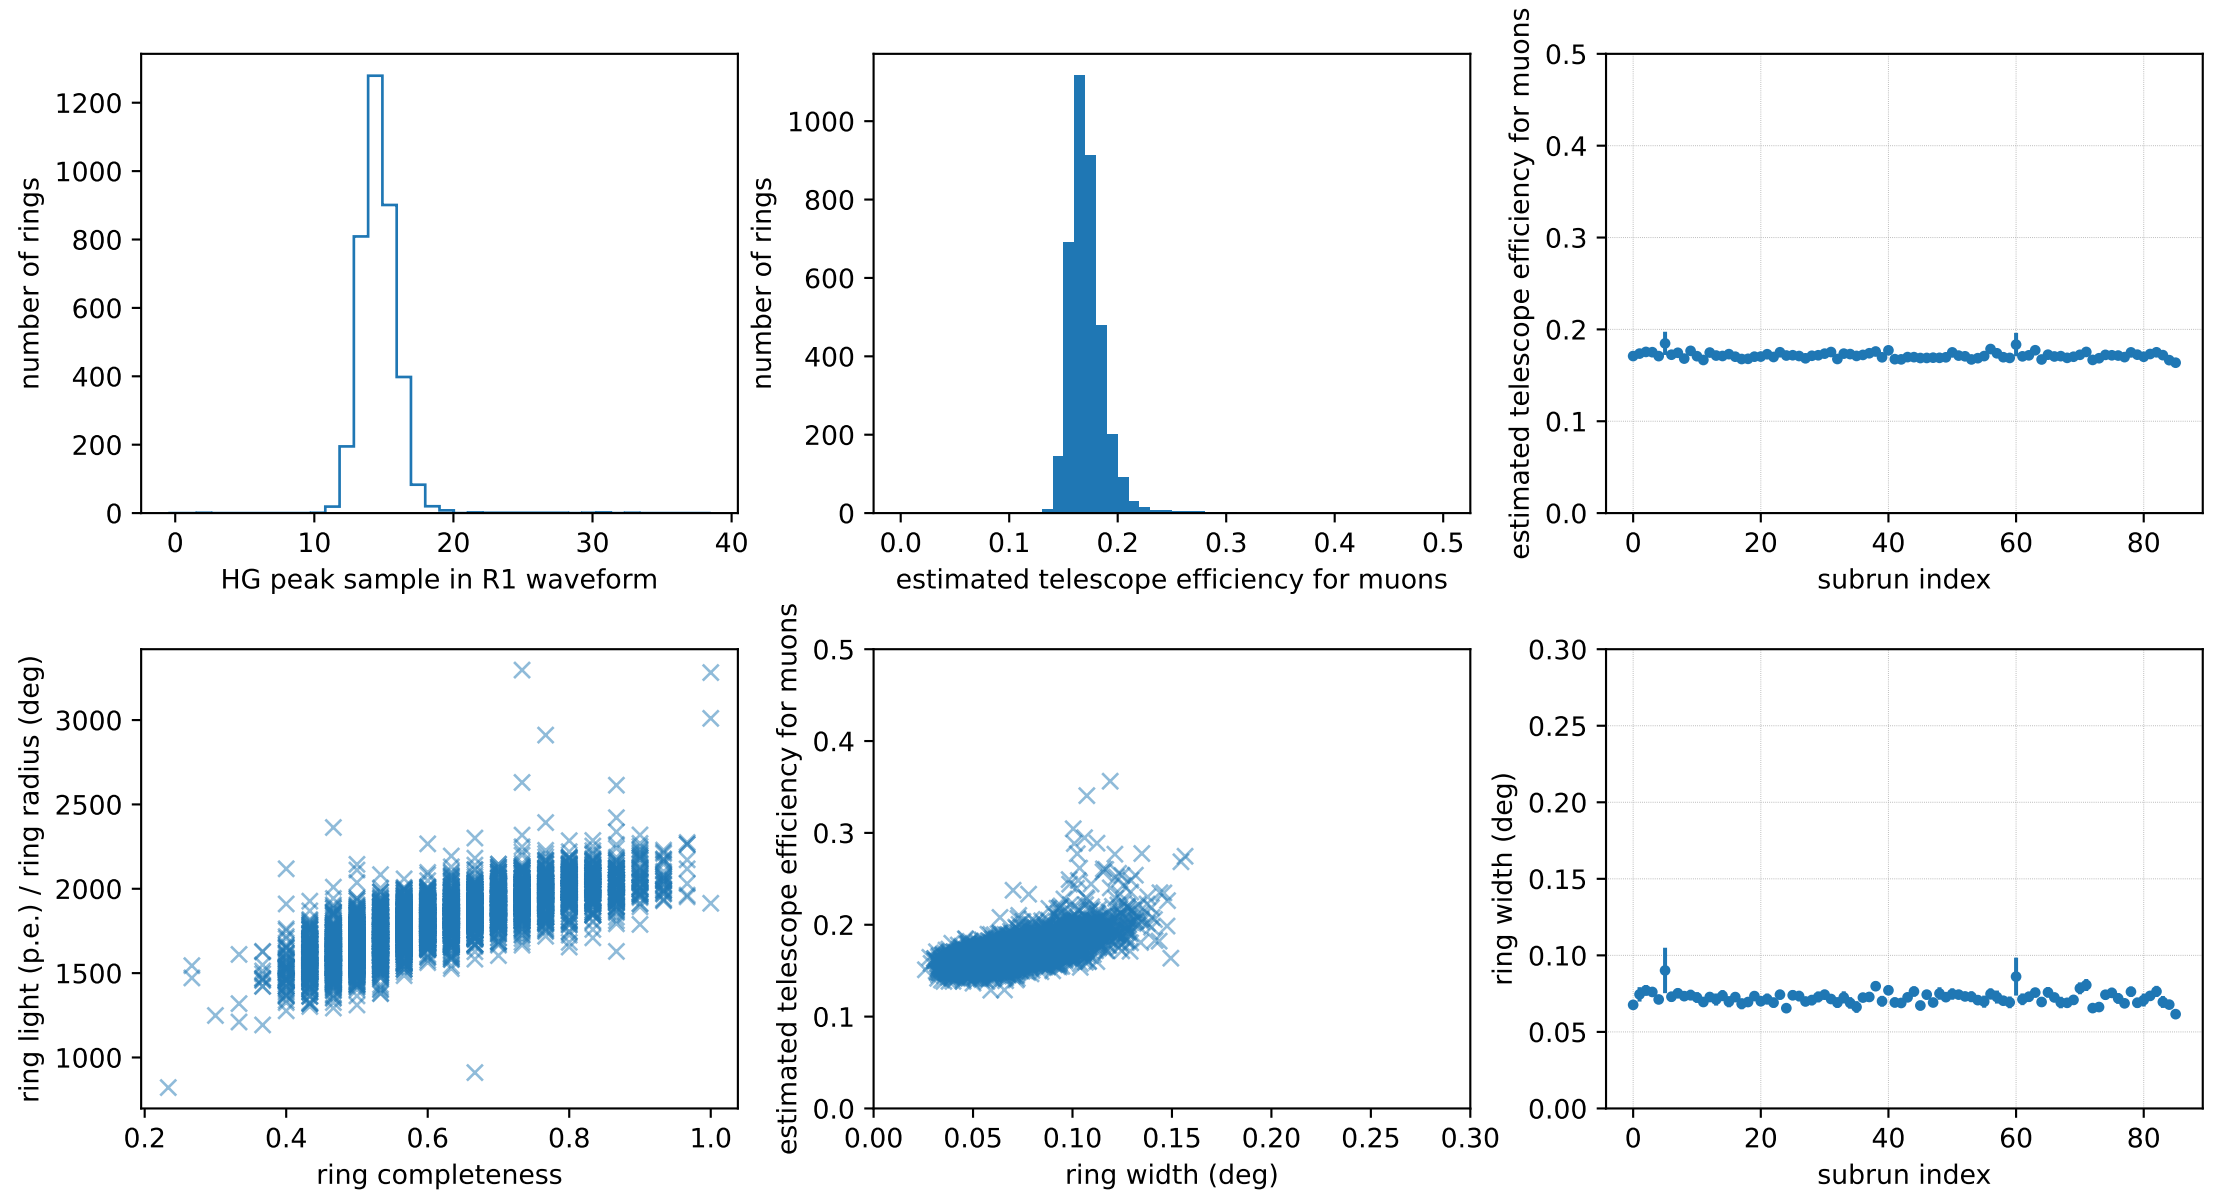 number of rings
0
200
400
600
800
1000
1200
0 10 20 30 40
HG peak sample in R1 waveform
number of rings
0
200
400
600
800
1000
0.0 0.1 0.2 0.3 0.4 0.5
estimated telescope efficiency for muons
estimated telescope efficiency for muons
0.5
0.4
0.3
0.2
0.1
0.0
0 20 40 60 80
subrun index
ring light (p.e.) / ring radius (deg)
3000
2500
2000
1500
1000
0.2 0.4 0.6 0.8 1.0
ring completeness
estimated telescope efficiency for muons
0.5
0.4
0.3
0.2
0.1
0.0
0.00 0.05 0.10 0.15 0.20 0.25 0.30
ring width (deg)
ring width (deg)
0.30
0.25
0.20
0.15
0.10
0.05
0.00
0 20 40 60 80
subrun index